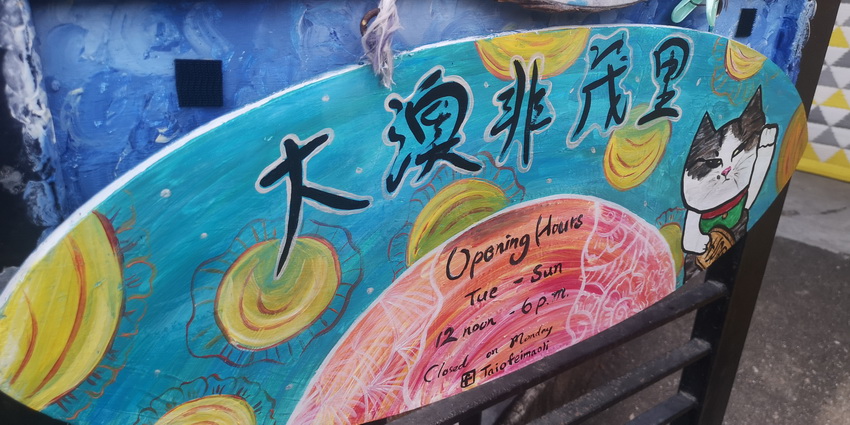 大澳非茂里
Opening Hours
Tue - Sun
12 noon - 6 p.m.
Closed on Monday
Taiofeimaoli